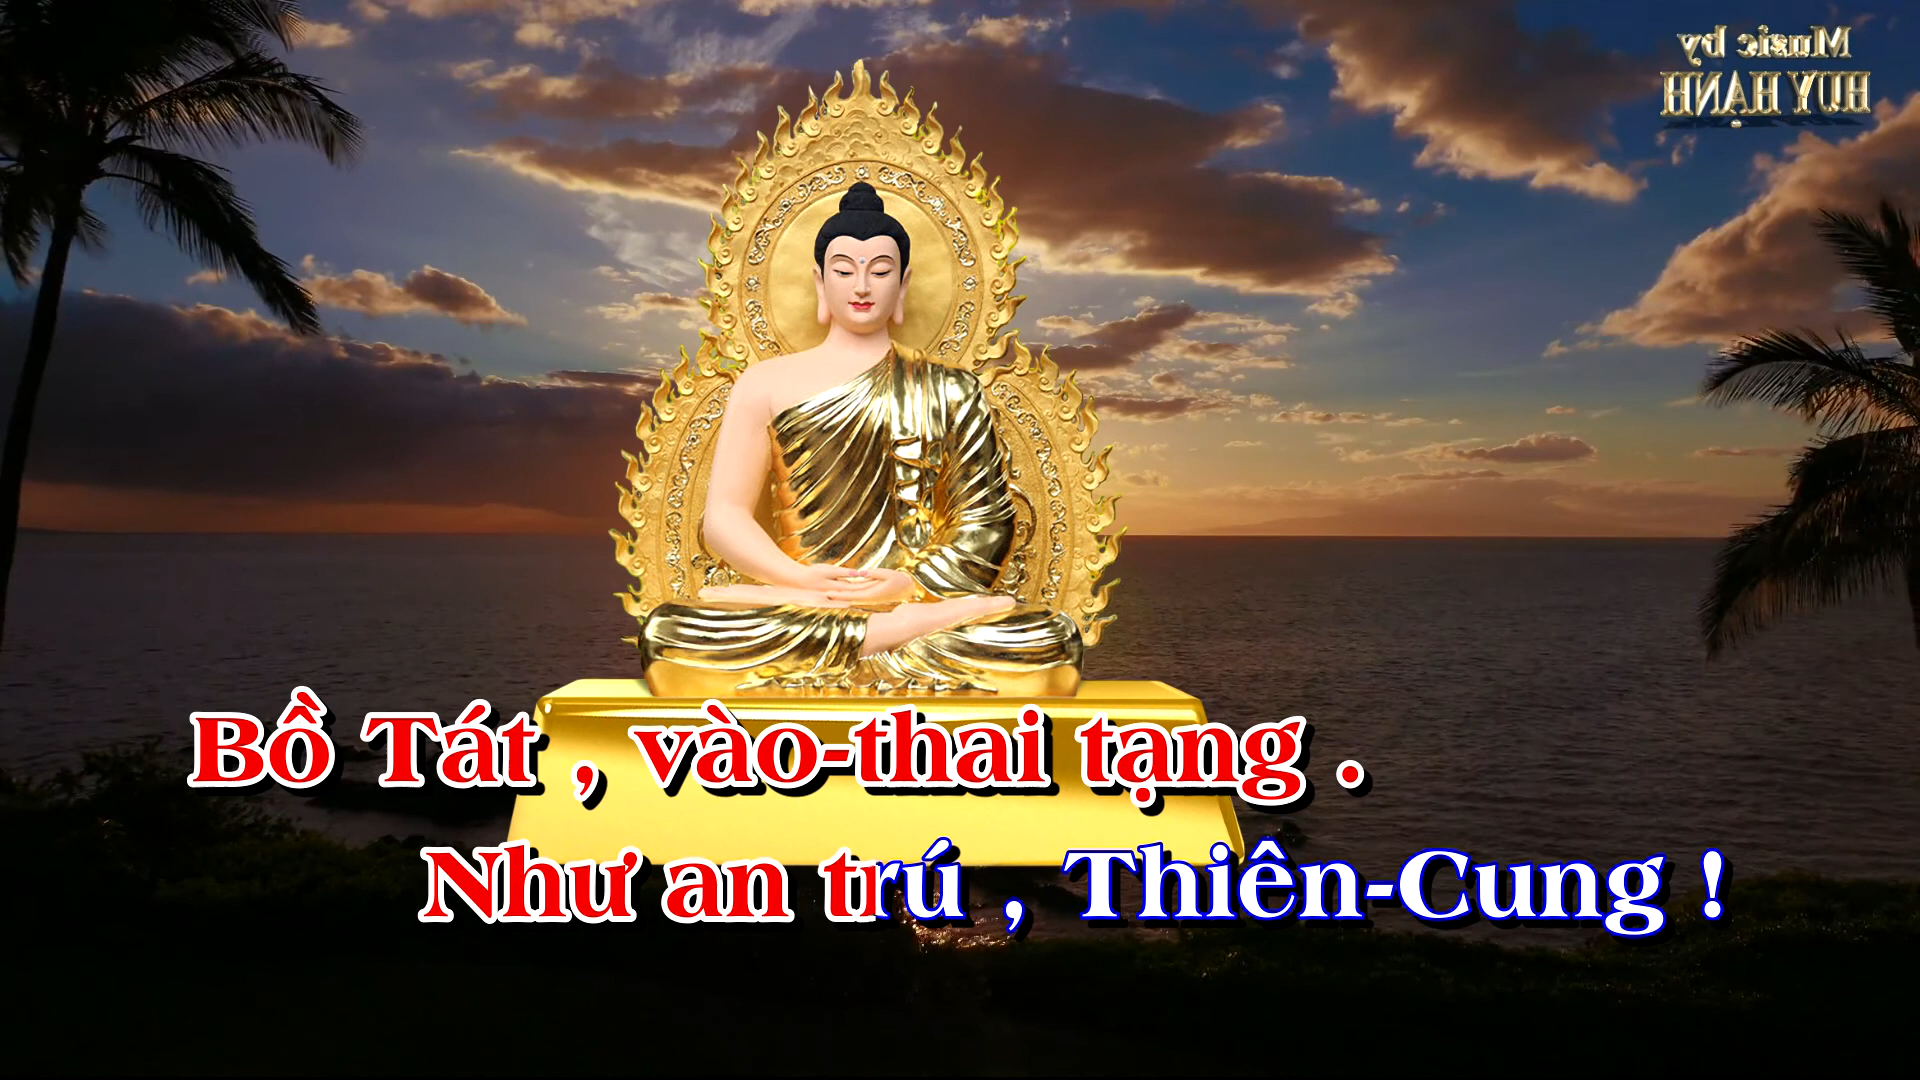 Music by
HUY HẠNH
Bồ Tát , vào-thai tạng .
Như an trú , Thiên-Cung !